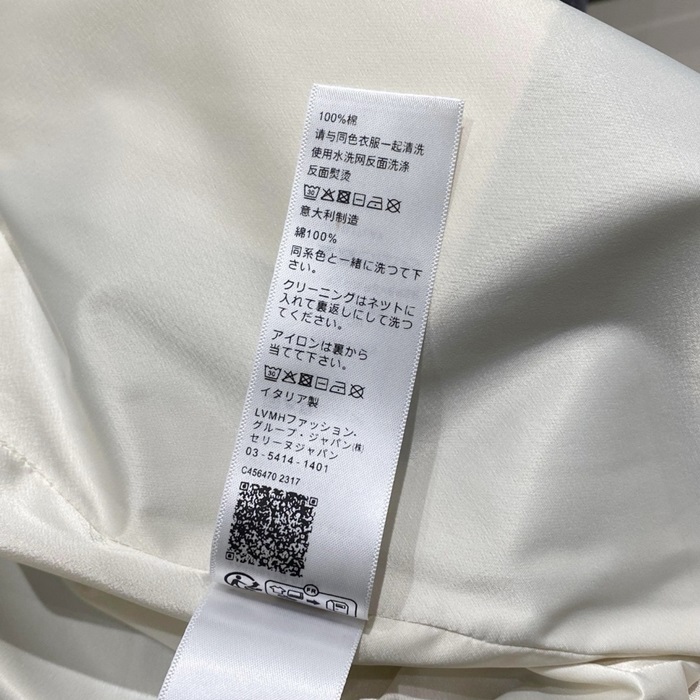 100%棉
请与同色衣服一起清洗
使用水洗网反面洗涤
反面熨烫
30
意大利制造
綿100%
同系色と一緒に洗つて下
さい。
クリーニングはネットに
入れて裏返しにして洗つ
てください。
アイロンは裏から
当てて下さい。
30
イタリア製
LVMHファッション・
グループ・ジャパン㈱
セリーヌジャパン
03-5414-1401
C456470 2317
FR